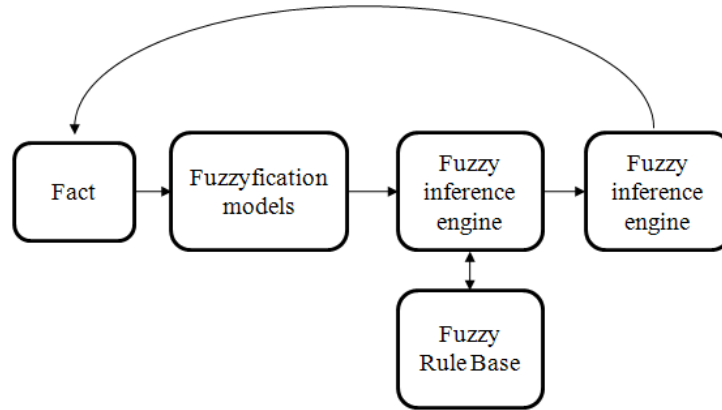 Fact
Fuzzyfication
models
Fuzzy
inference
engine
Fuzzy
inference
engine
Fuzzy
Rule Base